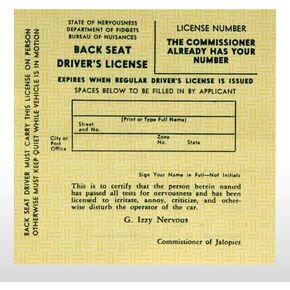 STATE OF NERVOUSNESS
DEPARTMENT OF FIDGETS
BUREAU OF NUISANCES
BACK SEAT
DRIVER'S LICENSE
LICENSE NUMBER
THE COMMISSIONER
ALREADY HAS YOUR
NUMBER
EXPIRES WHEN REGULAR DRIVER'S LICENSE IS ISSUED
SPACES BELOW TO BE FILLED IN BY APPLICANT
(Print or Type Full Name)
Street
and No.
City or
Post
Office
Zone
No.
State
Sign Your Name in Full—Not Initials
This is to certify that the person herein named
has passed all tests for nervousness and has been
licensed to irritate, annoy, criticize, and other-
wise disturb the operator of the car.
G. Izzy Nervous
Commissioner of Jalopies
BACK SEAT DRIVER MUST CARRY THIS LICENSE ON PERSON
OTHERWISE MUST KEEP QUIET WHILE VEHICLE IS IN MOTION